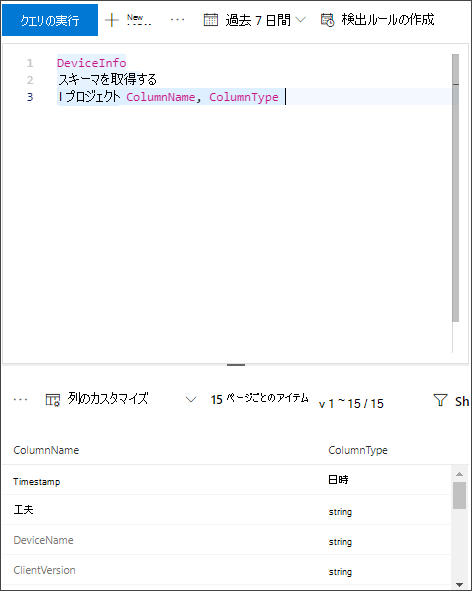 クエリの実行 New 過去 7 日間 検出ルールの作成
1 DeviceInfo
2 スキーマを取得する
3 I プロジェクト ColumnName, ColumnType
列のカスタマイズ 15 ページごとのアイテム v 1 ~ 15 / 15 Sh
ColumnName ColumnType
Timestamp 日時
工夫 string
DeviceName string
ClientVersion string